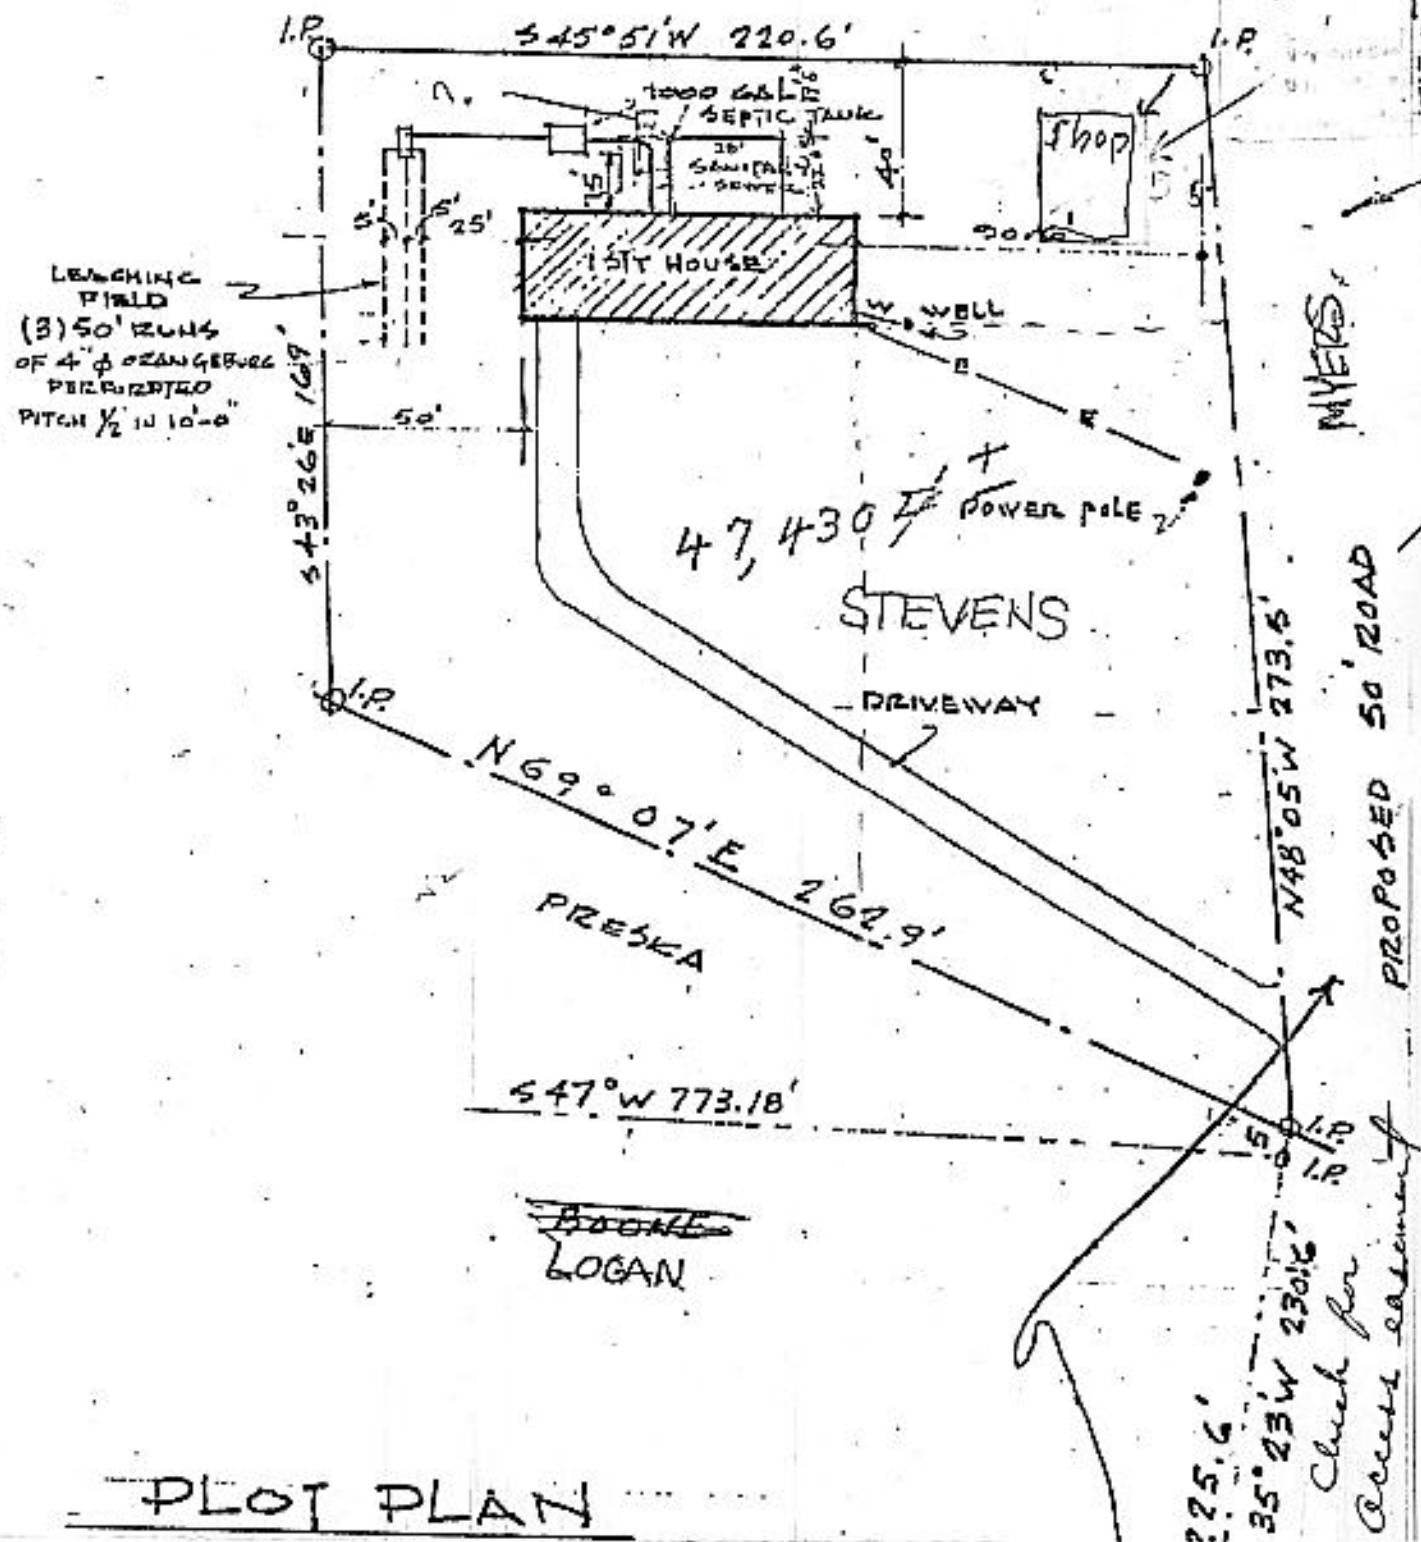 I.P.
S45°51'W 220.6'
I.P.
1000 GAL
SEPTIC TANK
SANITARY
SEWER
15'
40'
Shop
5'
5'
25'
LEACHING
FIELD
(3) 50' RUNS
OF 4"ɸ ORANGEBURG
PERFORATED
PITCH ½" IN 10'-0"
HOUSE
W WELL
E
E
POWER POLE
50'
S43°26'E 169'
47,430
STEVENS
DRIVEWAY
MYERS
N48°05'W 273.5'
PROPOSED 50' ROAD
I.P.
N69°07'E 262.9'
PRESKA
S47°W 773.18'
5
I.P.
I.P.
BOONE
LOGAN
225.6'
35°23'W 230.6'
Check for
access easement
PLOT PLAN